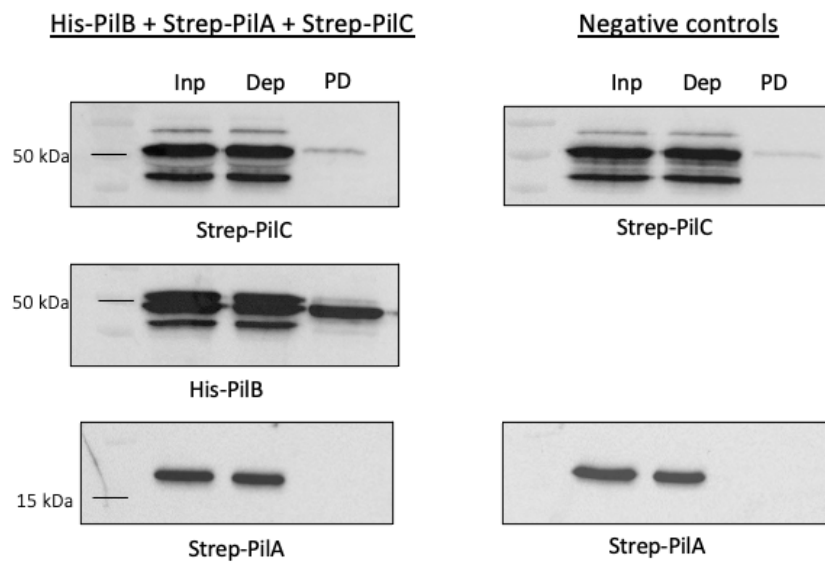 His-PilB + Strep-PilA + Strep-PilC
Negative controls
Inp Dep PD
Inp Dep PD
50 kDa
Strep-PilC
Strep-PilC
50 kDa
His-PilB
15 kDa
Strep-PilA
Strep-PilA